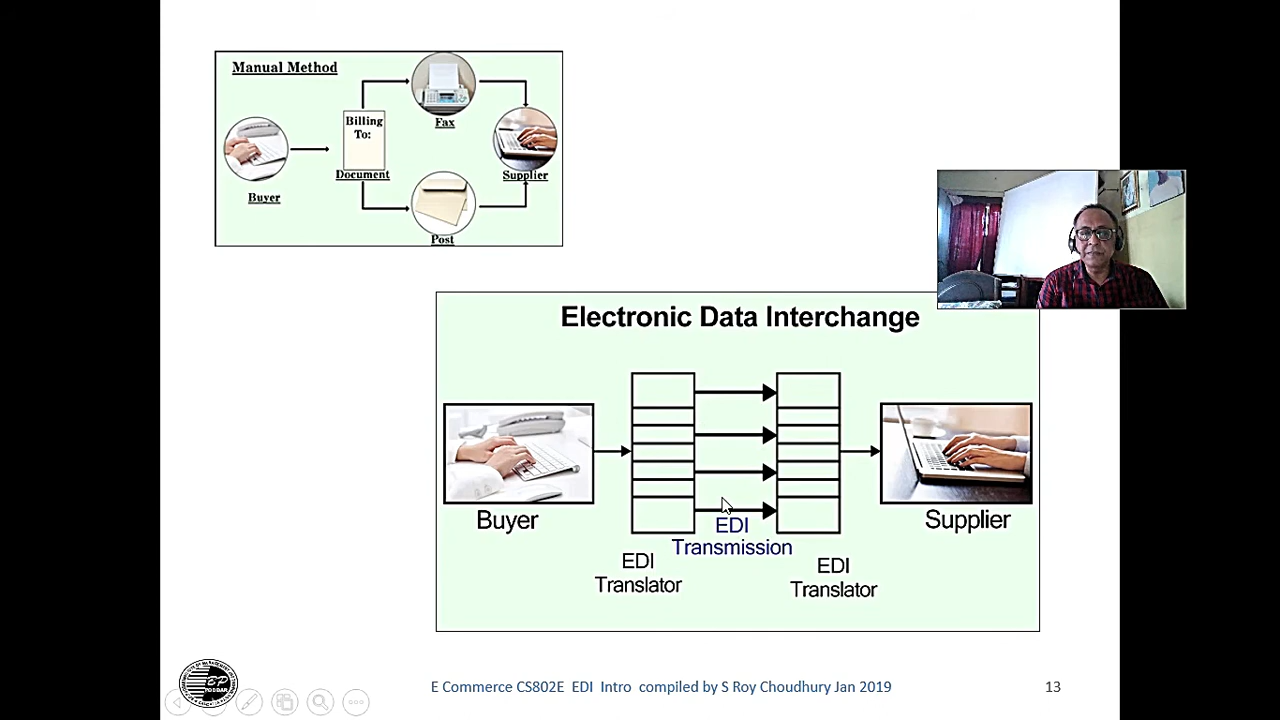 Manual Method
Billing
To:
Fax
Document
Supplier
Buyer
Post
Electronic Data Interchange
Buyer
Supplier
EDI
Transmission
EDI
Translator
EDI
Translator
E Commerce CS802E EDI Intro compiled by S Roy Choudhury Jan 2019
13